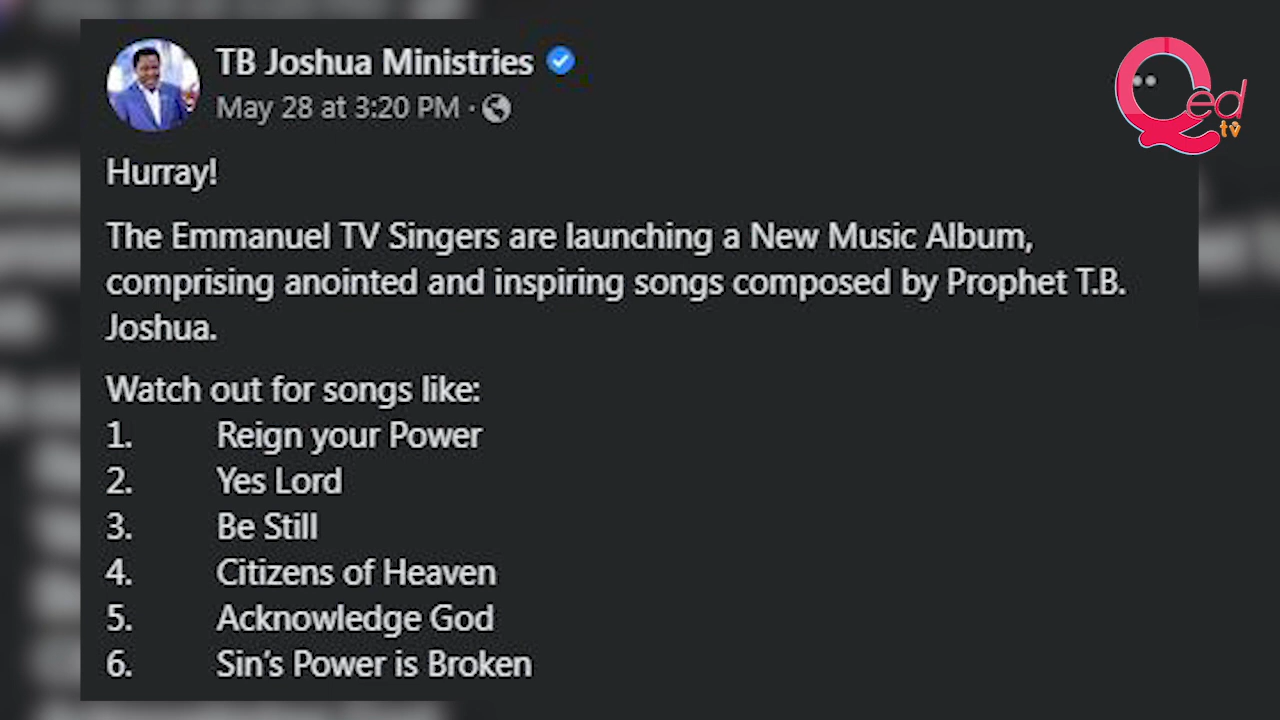 TB Joshua Ministries
May 28 at 3:20 PM ·
Hurray!
The Emmanuel TV Singers are launching a New Music Album,
comprising anointed and inspiring songs composed by Prophet T.B.
Joshua.
Watch out for songs like:
1. Reign your Power
2. Yes Lord
3. Be Still
4. Citizens of Heaven
5. Acknowledge God
6. Sin's Power is Broken
Qed
tv